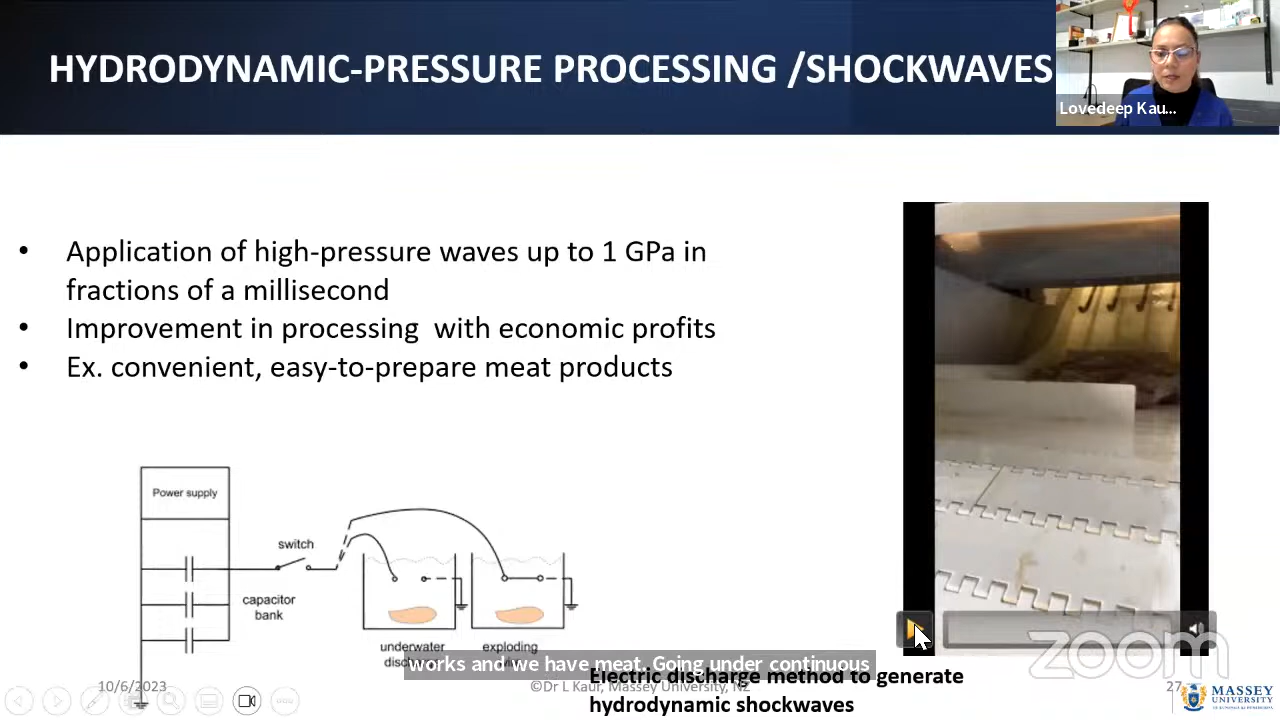 HYDRODYNAMIC-PRESSURE PROCESSING /SHOCKWAVES
Lovedeep Kau...
• Application of high-pressure waves up to 1 GPa in
fractions of a millisecond
• Improvement in processing with economic profits
• Ex. convenient, easy-to-prepare meat products
Power supply
switch
capacitor
bank
underwater
exploding
works and we have meat. Going under continuous
Electric discharge method to generate
hydrodynamic shockwaves
10/6/2023
©Dr L Kaur, Massey University, NZ
27
zoom
MASSEY
UNIVERSITY